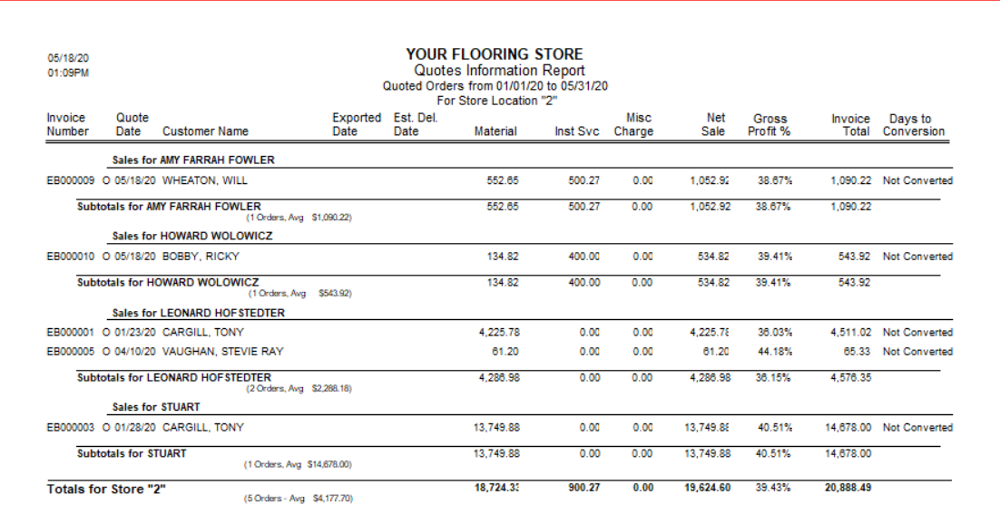 05/18/20
01:09PM
YOUR FLOORING STORE
Quotes Information Report
Quoted Orders from 01/01/20 to 05/31/20
For Store Location "2"
Invoice Quote Exported Est. Del. Misc Net Gross Invoice Days to
Number Date Customer Name Date Date Material Inst Svc Charge Sale Profit % Total Conversion
Sales for AMY FARRAH FOWLER
EB000009 O 05/18/20 WHEATON, WILL 552.65 500.27 0.00 1,052.92 38.67% 1,090.22 Not Converted
Subtotals for AMY FARRAH FOWLER 552.65 500.27 0.00 1,052.92 38.67% 1,090.22
(1 Orders, Avg $1,090.22)
Sales for HOWARD WOLOWICZ
EB000010 O 05/18/20 BOBBY, RICKY 134.82 400.00 0.00 534.82 39.41% 543.92 Not Converted
Subtotals for HOWARD WOLOWICZ 134.82 400.00 0.00 534.82 39.41% 543.92
(1 Orders, Avg $543.92)
Sales for LEONARD HOFSTEDTER
EB000001 O 01/23/20 CARGILL, TONY 4,225.78 0.00 0.00 4,225.78 36.03% 4,511.02 Not Converted
EB000005 O 04/10/20 VAUGHAN, STEVIE RAY 61.20 0.00 0.00 61.20 44.18% 65.33 Not Converted
Subtotals for LEONARD HOFSTEDTER 4,286.98 0.00 0.00 4,286.98 36.15% 4,576.35
(2 Orders, Avg $2,288.18)
Sales for STUART
EB000003 O 01/28/20 CARGILL, TONY 13,749.88 0.00 0.00 13,749.88 40.51% 14,678.00 Not Converted
Subtotals for STUART 13,749.88 0.00 0.00 13,749.88 40.51% 14,678.00
(1 Orders, Avg $14,678.00)
Totals for Store "2" 18,724.33 900.27 0.00 19,624.60 39.43% 20,888.49
(5 Orders - Avg $4,177.70)